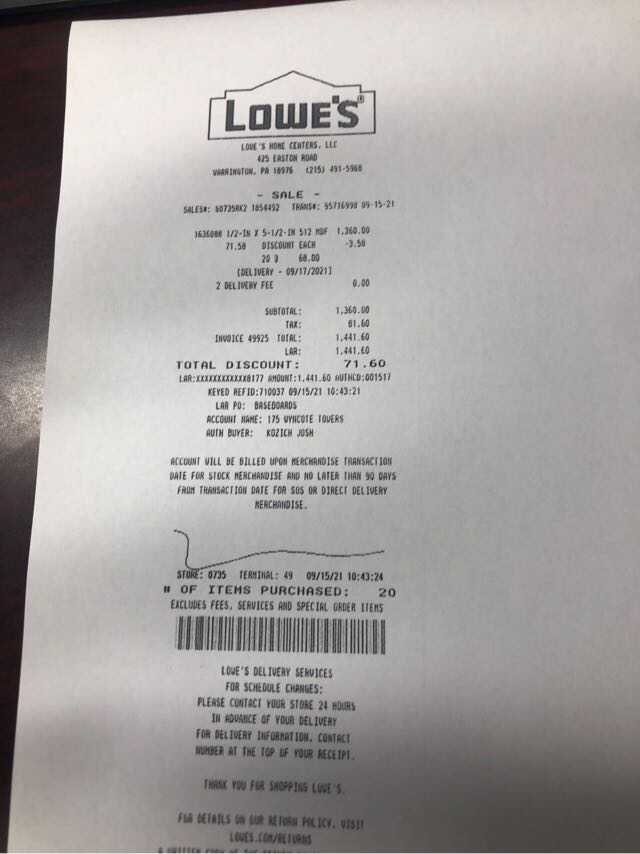 LOWE'S®
LOWE'S HOME CENTERS, LLC
425 EASTON ROAD
WARRINGTON, PA 18976 (215) 491-5968
- SALE -
SALES#: S0735RK2 1854492 TRANS#: 95716998 09-15-21
1636088 1/2-IN X 5-1/2-IN 512 MDF 1,360.00
71.58 DISCOUNT EACH -3.58
20 @ 68.00
[DELIVERY - 09/17/2021]
2 DELIVERY FEE 0.00
SUBTOTAL: 1,360.00
TAX: 81.60
INVOICE 49925 TOTAL: 1,441.60
LAR: 1,441.60
TOTAL DISCOUNT: 71.60
LAR:XXXXXXXXXXXX8177 AMOUNT:1,441.60 AUTHCD:001517
KEYED REFID:710037 09/15/21 10:43:21
LAR PO: BASEBOARDS
ACCOUNT NAME: 175 WYNCOTE TOWERS
AUTH BUYER: KOZICH JOSH
ACCOUNT WILL BE BILLED UPON MERCHANDISE TRANSACTION
DATE FOR STOCK MERCHANDISE AND NO LATER THAN 90 DAYS
FROM TRANSACTION DATE FOR SOS OR DIRECT DELIVERY
MERCHANDISE.
STORE: 0735 TERMINAL: 49 09/15/21 10:43:24
# OF ITEMS PURCHASED: 20
EXCLUDES FEES, SERVICES AND SPECIAL ORDER ITEMS
LOWE'S DELIVERY SERVICES
FOR SCHEDULE CHANGES:
PLEASE CONTACT YOUR STORE 24 HOURS
IN ADVANCE OF YOUR DELIVERY
FOR DELIVERY INFORMATION, CONTACT
NUMBER AT THE TOP OF YOUR RECEIPT.
THANK YOU FOR SHOPPING LOWE'S.
FOR DETAILS ON OUR RETURN POLICY, VISIT
LOWES.COM/RETURNS
A WRITTEN COPY OF THE RETURN